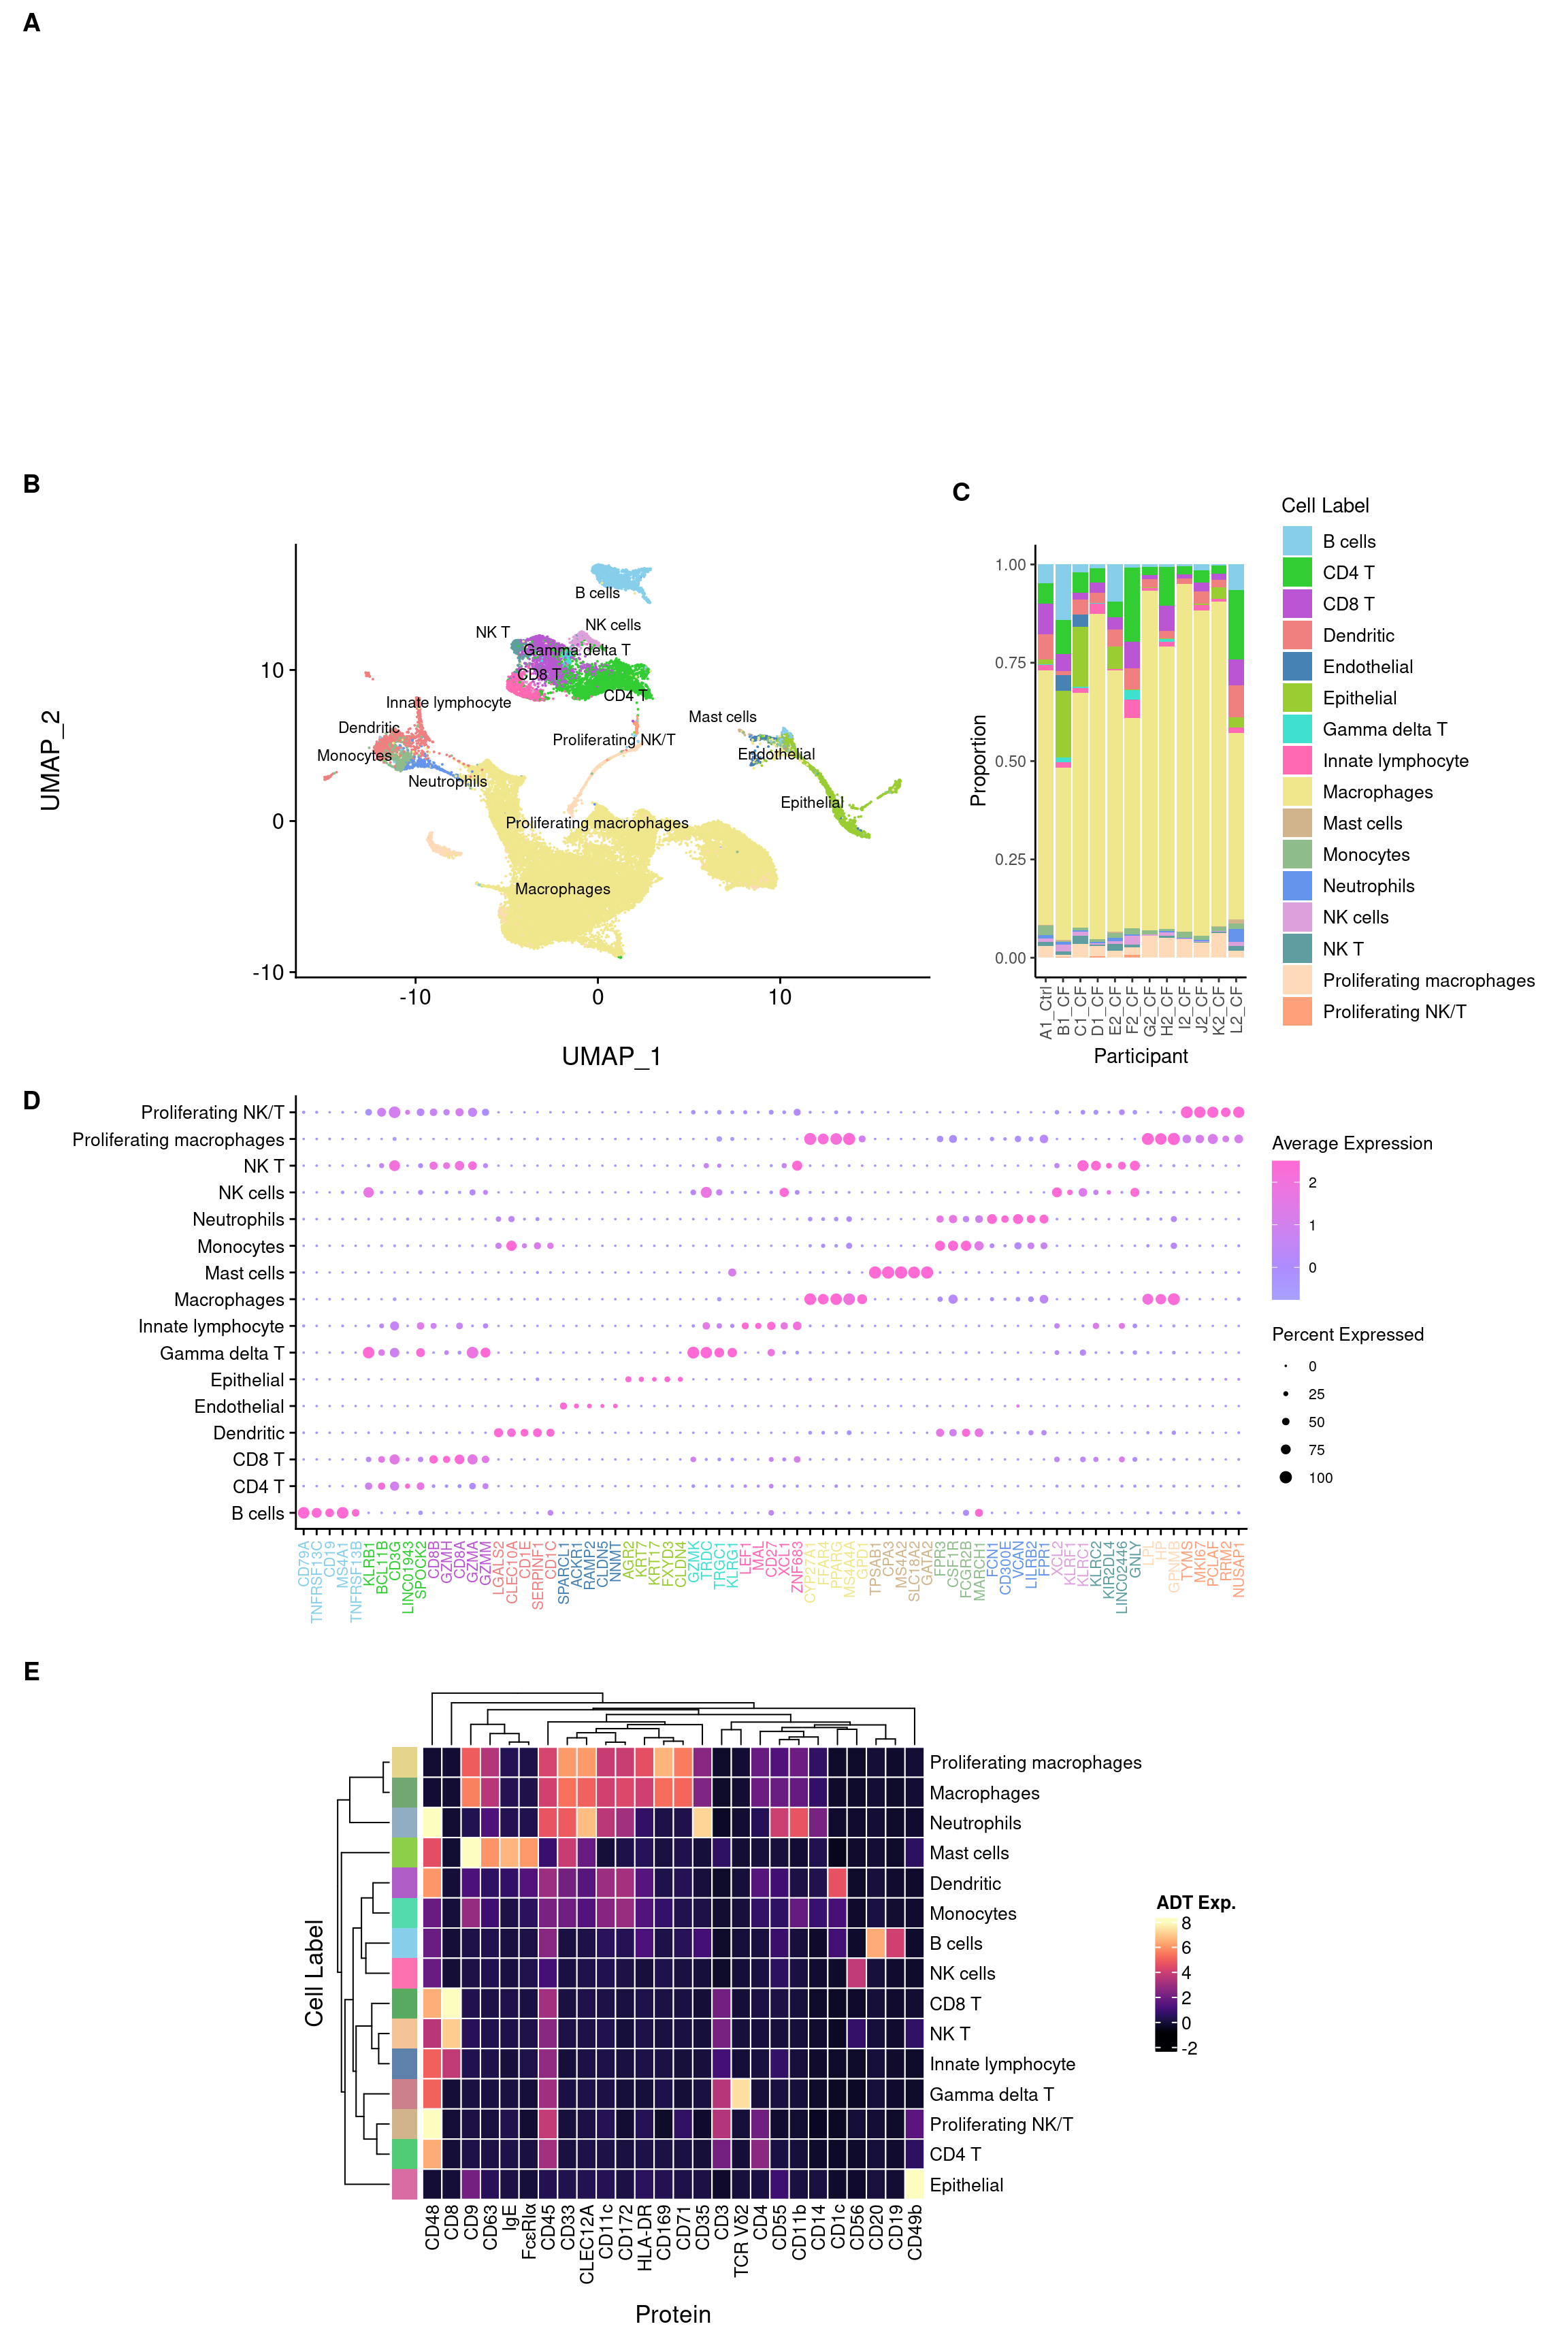 A
B
UMAP_2
10
0
-10
-10
0
10
UMAP_1
B cells
NK T
NK cells
Gamma delta T
CD8 T
CD4 T
Innate lymphocyte
Dendritic
Monocytes
Neutrophils
Proliferating NK/T
Mast cells
Endothelial
Epithelial
Proliferating macrophages
Macrophages
C
Proportion
1.00
0.75
0.50
0.25
0.00
A1_Ctrl
B1_CF
C1_CF
D1_CF
E2_CF
F2_CF
G2_CF
H2_CF
I2_CF
J2_CF
K2_CF
L2_CF
Participant
Cell Label
B cells
CD4 T
CD8 T
Dendritic
Endothelial
Epithelial
Gamma delta T
Innate lymphocyte
Macrophages
Mast cells
Monocytes
Neutrophils
NK cells
NK T
Proliferating macrophages
Proliferating NK/T
D
Proliferating NK/T
Proliferating macrophages
NK T
NK cells
Neutrophils
Monocytes
Mast cells
Macrophages
Innate lymphocyte
Gamma delta T
Epithelial
Endothelial
Dendritic
CD8 T
CD4 T
B cells
CD79A
TNFRSF13C
CD19
MS4A1
TNFRSF13B
KLRB1
BCL11B
CD3G
LINC01943
SPOCK2
CD8B
GZMH
CD8A
GZMA
GZMM
LGALS2
CLEC10A
CD1E
SERPINF1
CD1C
SPARCL1
ACKR1
RAMP2
CLDN5
NNMT
AGR2
KRT7
KRT17
FXYD3
CLDN4
GZMK
TRDC
TRGC1
KLRG1
LEF1
MAL
CD27
XCL1
ZNF683
CYP27A1
FFAR4
PPARG
MS4A4A
GPD1
TPSAB1
CPA3
MS4A2
SLC18A2
GATA2
FPR3
CSF1R
FCGR2B
MARCH1
FCN1
CD300E
VCAN
LILRB2
FPR1
XCL2
KLRF1
KLRC1
KLRC2
KIR2DL4
LINC02446
GNLY
LPL
HP
GPNMB
TYMS
MKI67
PCLAF
RRM2
NUSAP1
Average Expression
2
1
0
Percent Expressed
0
25
50
75
100
E
Cell Label
Proliferating macrophages
Macrophages
Neutrophils
Mast cells
Dendritic
Monocytes
B cells
NK cells
CD8 T
NK T
Innate lymphocyte
Gamma delta T
Proliferating NK/T
CD4 T
Epithelial
CD48
CD8
CD9
CD63
IgE
FcεRIα
CD45
CD33
CLEC12A
CD11c
CD172
HLA-DR
CD169
CD71
CD35
CD3
TCR Vδ2
CD4
CD55
CD11b
CD14
CD1c
CD56
CD20
CD19
CD49b
Protein
ADT Exp.
8
6
4
2
0
-2